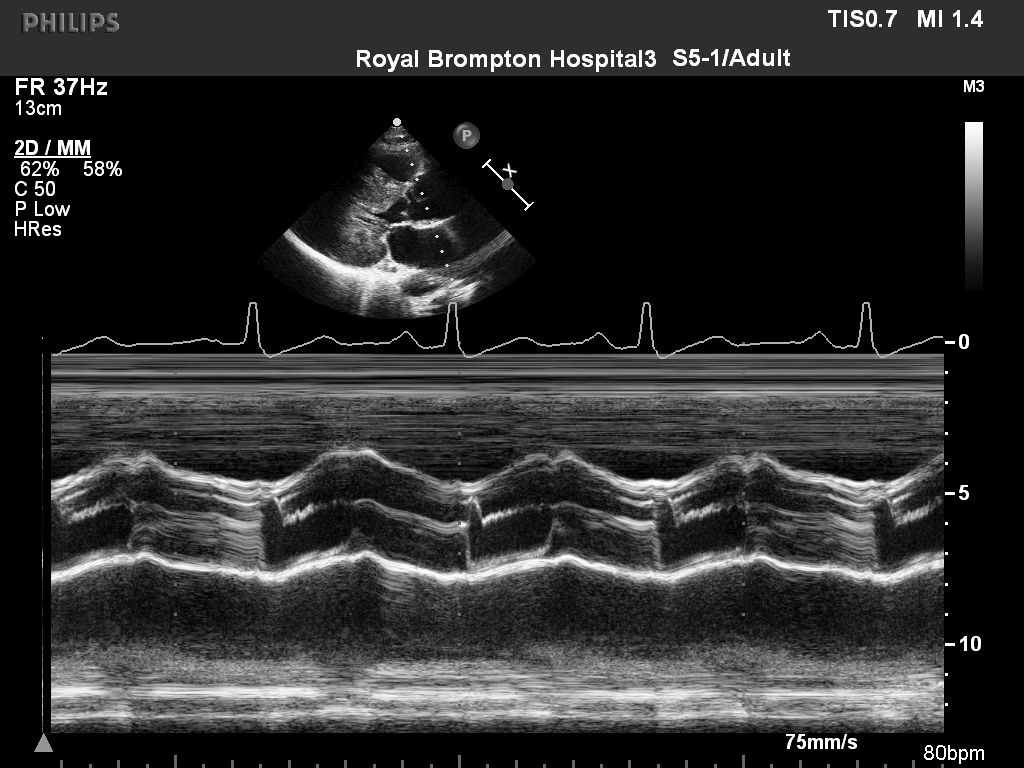 PHILIPS
TIS0.7 MI 1.4
Royal Brompton Hospital3 S5-1/Adult
FR 37Hz
13cm
M3
P
2D / MM
62% 58%
C 50
P Low
HRes
X
0
5
10
75mm/s
80bpm